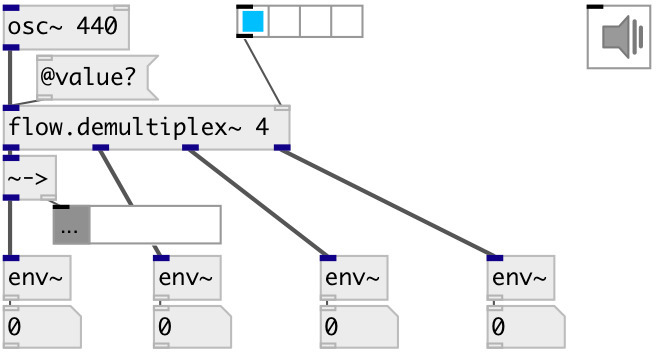 osc~ 440
@value?
flow.demultiplex~ 4
~->
...
env~ env~ env~ env~
0 0 0 0